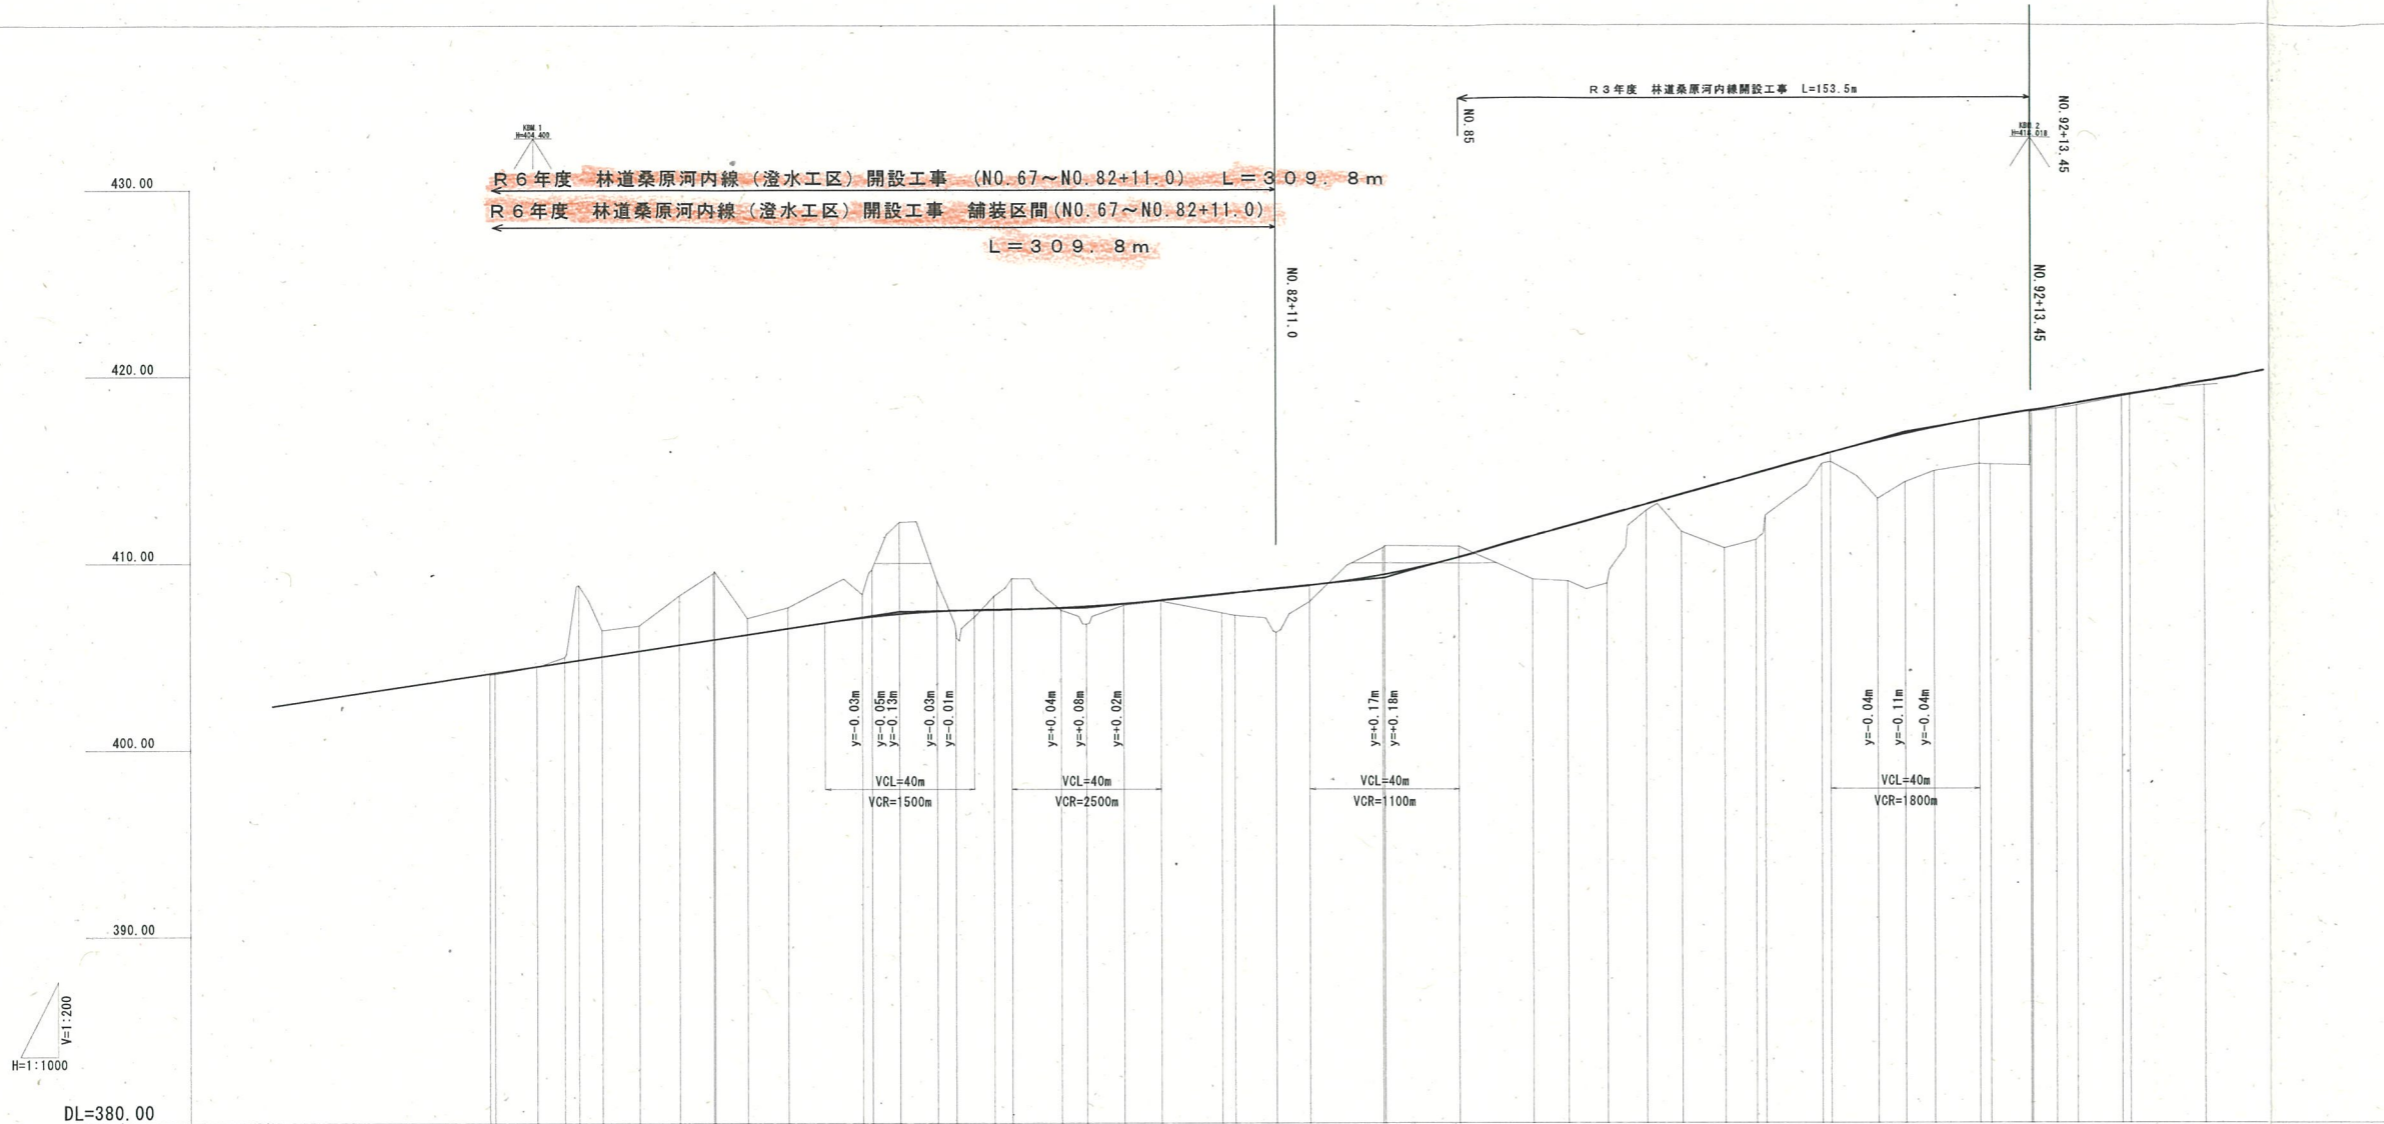 R3年度 林道桑原河内線開設工事 L=153.5m
NO.85
NO.92+13.45
KBM.1
H=404.400
KBM.2
R6年度 林道桑原河内線(澄水工区)開設工事 (NO.67～NO.82+11.0) L=309.8m
R6年度 林道桑原河内線(澄水工区)開設工事 舗装区間(NO.67～NO.82+11.0)
L=309.8m
NO.82+11.0
NO.92+13.45
430.00
420.00
410.00
400.00
390.00
y=-0.03m
y=-0.05m
y=-0.13m
y=-0.03m
y=-0.01m
y=+0.04m
y=+0.08m
y=+0.02m
y=+0.17m
y=+0.18m
y=-0.04m
y=-0.11m
y=-0.04m
VCL=40m
VCR=1500m
VCL=40m
VCR=2500m
VCL=40m
VCR=1100m
VCL=40m
VCR=1800m
V=1:200
H=1:1000
DL=380.00